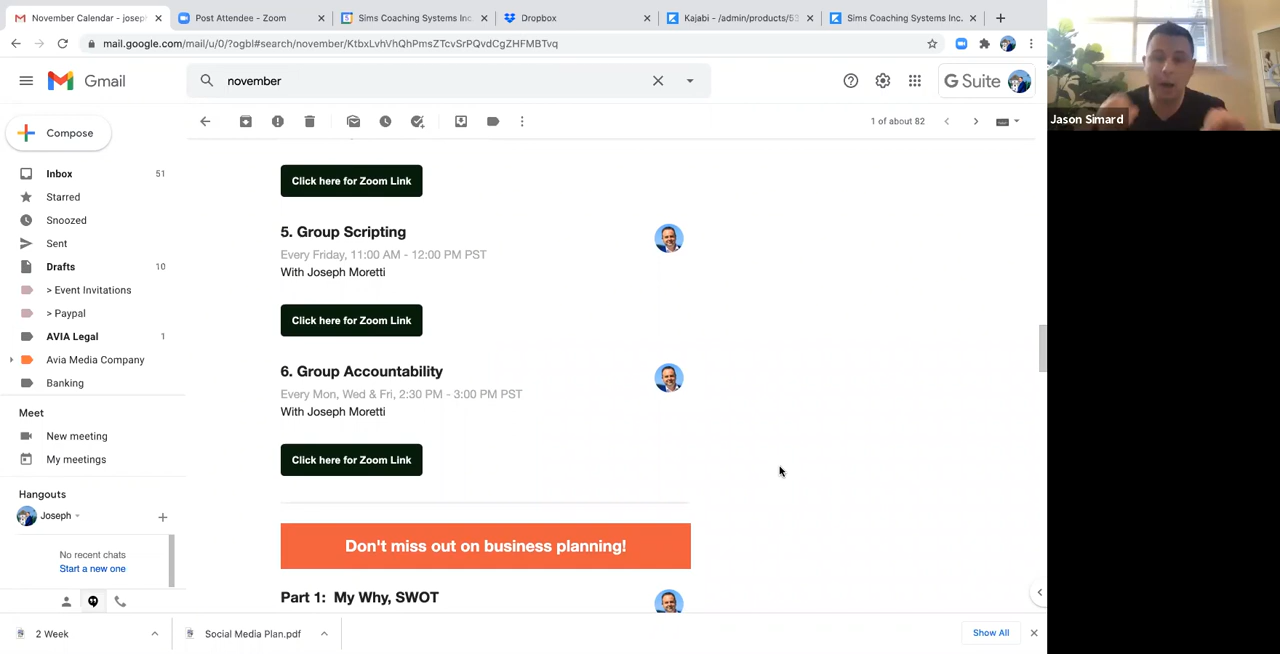 November Calendar - joseph
Post Attendee - Zoom
Sims Coaching Systems Inc
Dropbox
Kajabi - /admin/products/53
Sims Coaching Systems Inc.
mail.google.com/mail/u/0/?ogbl#search/november/KtbxLvhVhQhPmsZTcvSrPQvdCgZHFMBTvq
Gmail
november
G Suite
Compose
1 of about 82
Inbox 51
Starred
Snoozed
Sent
Drafts 10
> Event Invitations
> Paypal
AVIA Legal 1
Avia Media Company
Banking
Meet
New meeting
My meetings
Hangouts
Joseph
No recent chats
Start a new one
Click here for Zoom Link
5. Group Scripting
Every Friday, 11:00 AM - 12:00 PM PST
With Joseph Moretti
Click here for Zoom Link
6. Group Accountability
Every Mon, Wed & Fri, 2:30 PM - 3:00 PM PST
With Joseph Moretti
Click here for Zoom Link
Don't miss out on business planning!
Part 1: My Why, SWOT
2 Week
Social Media Plan.pdf
Show All
Jason Simard